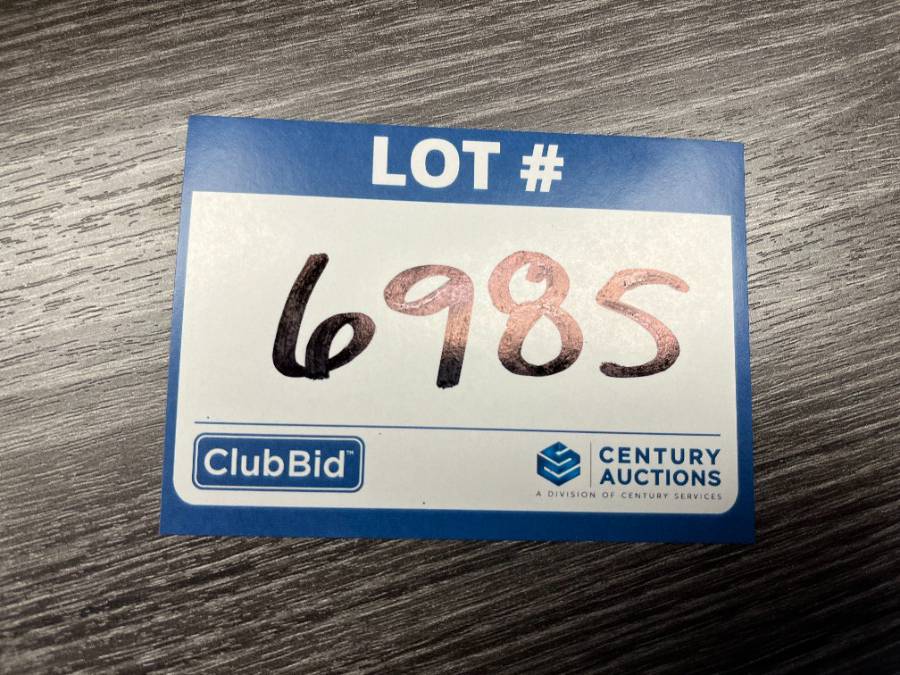 LOT #
6985
ClubBid™
CENTURY
AUCTIONS
A DIVISION OF CENTURY SERVICES